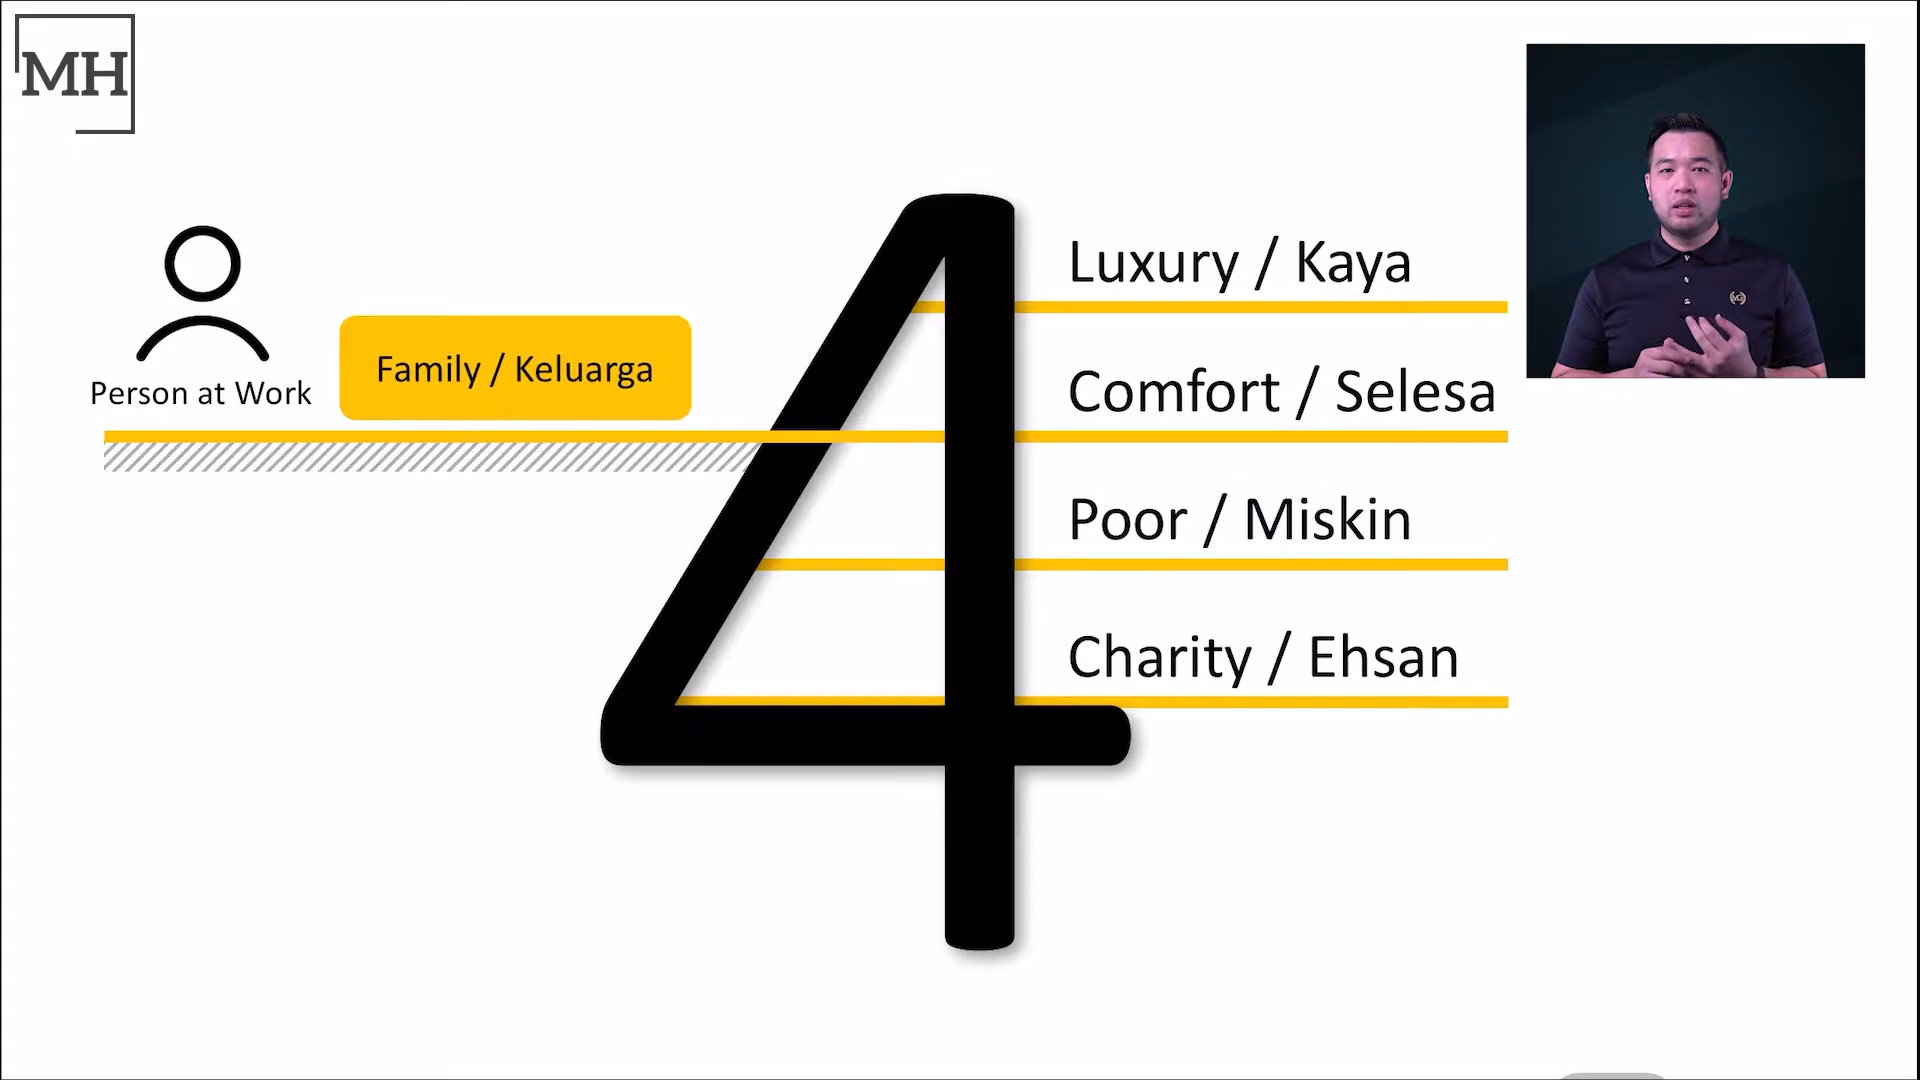 MH
Person at Work
Family / Keluarga
4
Luxury / Kaya
Comfort / Selesa
Poor / Miskin
Charity / Ehsan